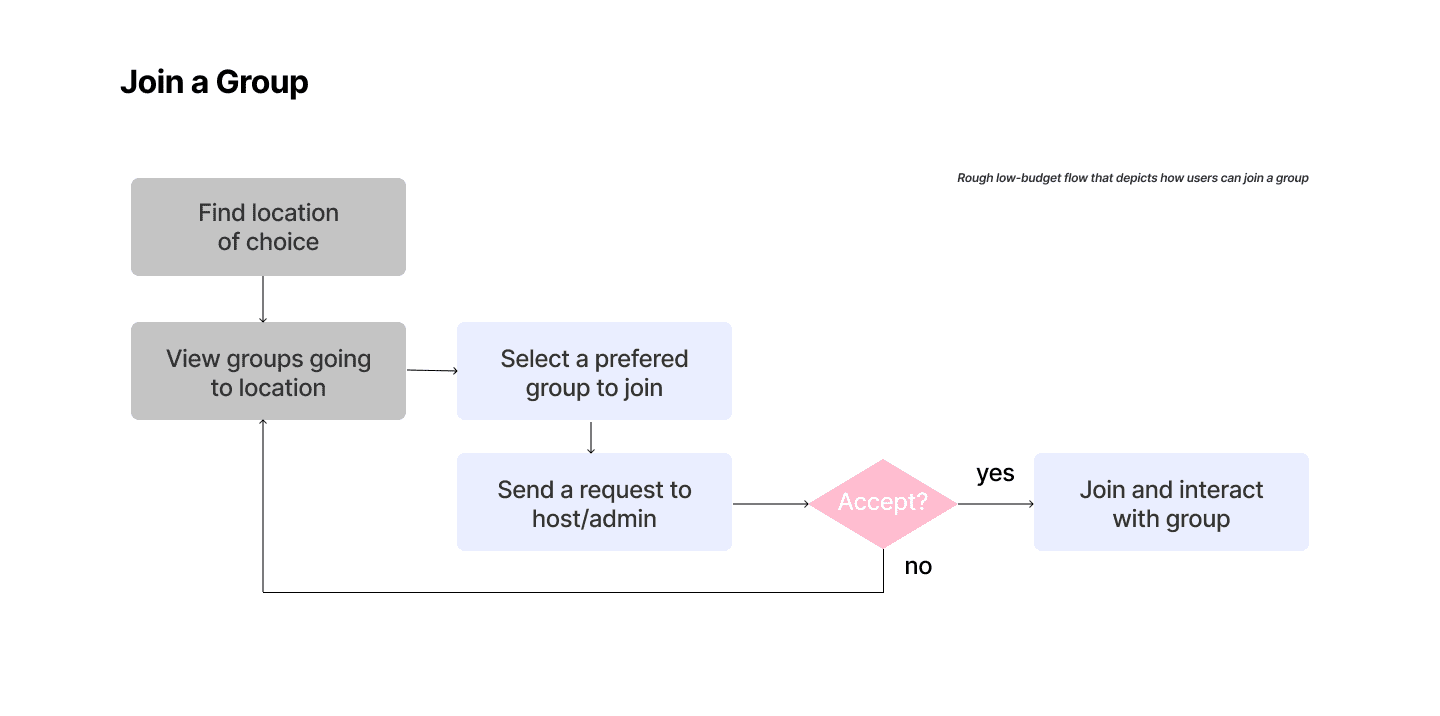 Join a Group
Rough low-budget flow that depicts how users can join a group
Find location
of choice
View groups going
to location
Select a prefered
group to join
Send a request to
host/admin
Accept?
yes
Join and interact
with group
no